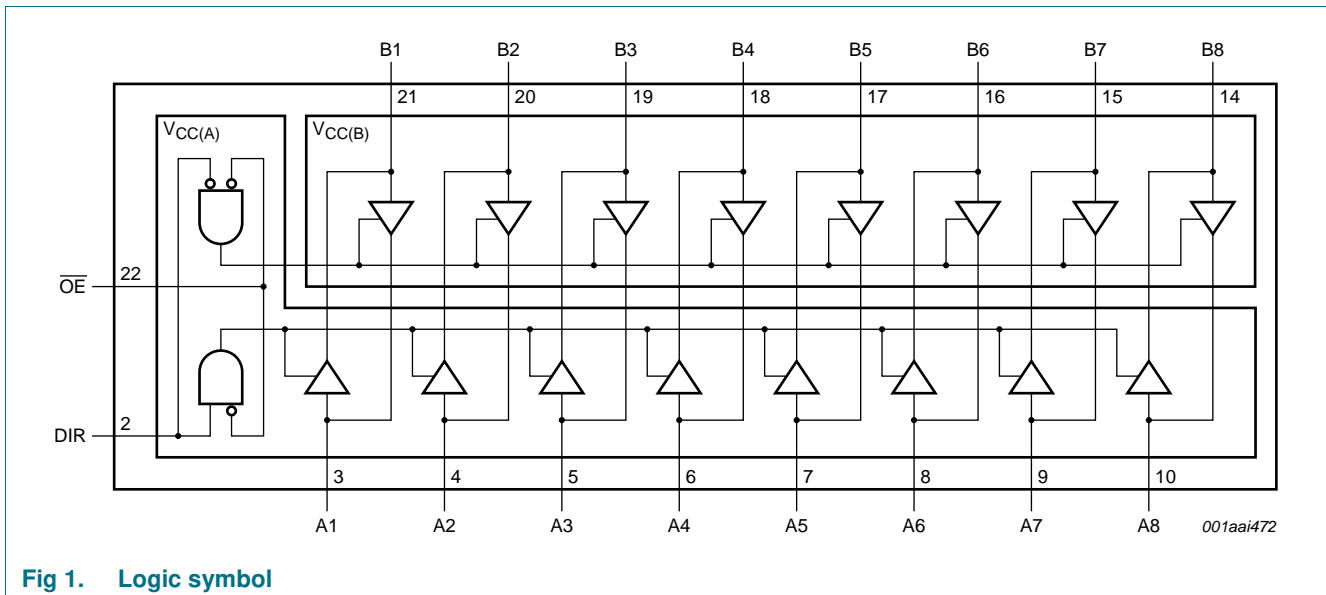 B1 B2 B3 B4 B5 B6 B7 B8
21 20 19 18 17 16 15 14
VCC(A) VCC(B)
OE 22
DIR 2
3 4 5 6 7 8 9 10
A1 A2 A3 A4 A5 A6 A7 A8 001aai472
Fig 1. Logic symbol